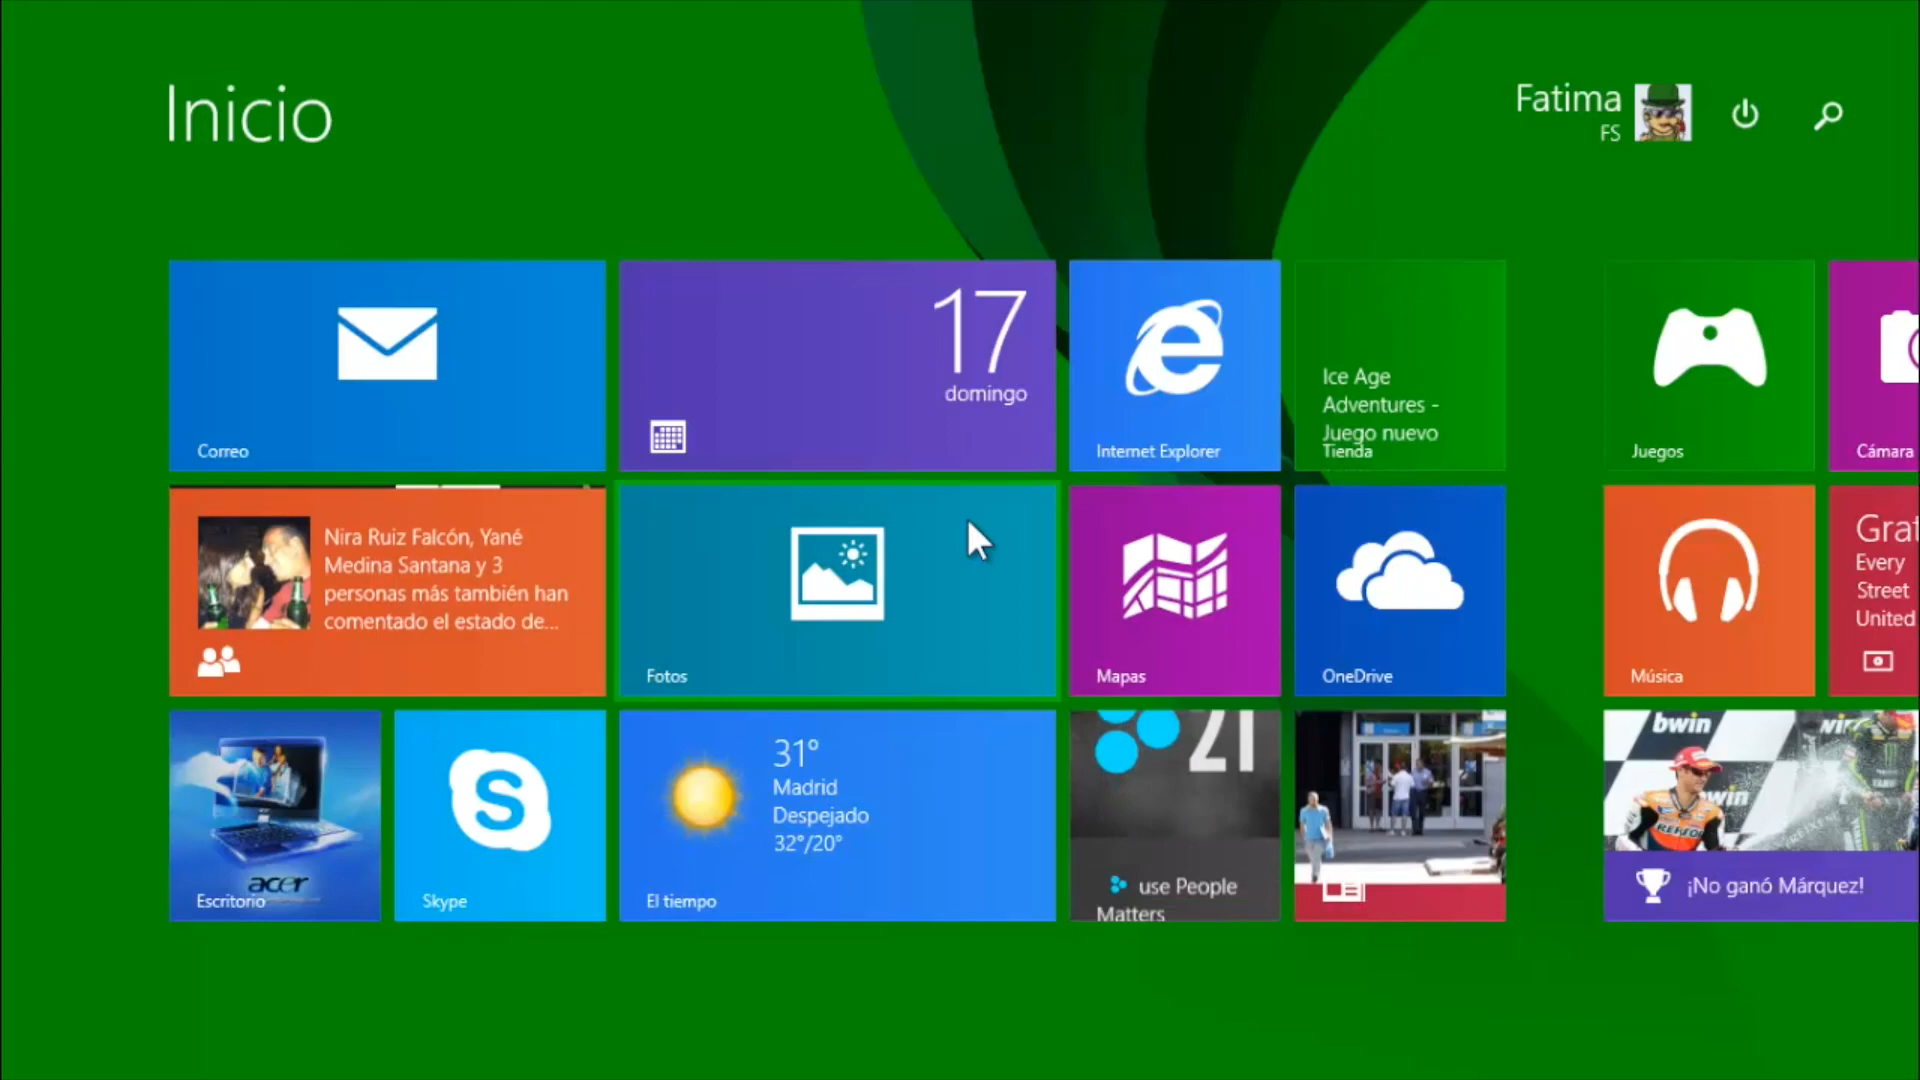 Inicio
Fatima
FS
Correo
17
domingo
Internet Explorer
Ice Age
Adventures -
Juego nuevo
Tienda
Juegos
Cámara
Nira Ruiz Falcón, Yané
Medina Santana y 3
personas más también han
comentado el estado de...
Fotos
Mapas
OneDrive
Música
Every
Street
United
acer
Escritorio
Skype
31°
Madrid
Despejado
32°/20°
El tiempo
21
use People
Matters
bwin
win
REPSOL
¡No ganó Márquez!